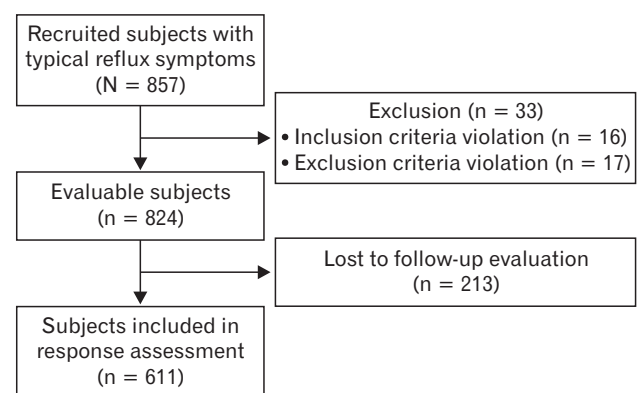 Recruited subjects with
typical reflux symptoms
(N = 857)
Exclusion (n = 33)
• Inclusion criteria violation (n = 16)
• Exclusion criteria violation (n = 17)
Evaluable subjects
(n = 824)
Lost to follow-up evaluation
(n = 213)
Subjects included in
response assessment
(n = 611)